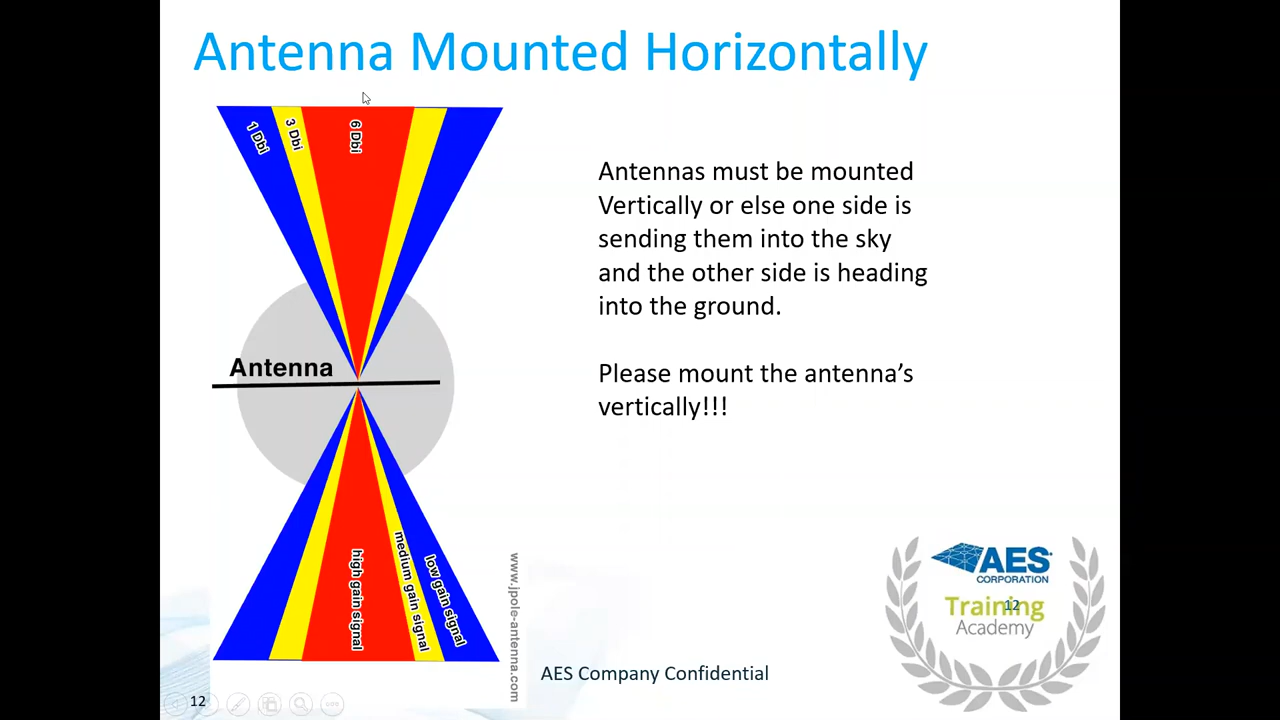 Antenna Mounted Horizontally
1 Dbi
3 Dbi
6 Dbi
Antennas must be mounted
Vertically or else one side is
sending them into the sky
and the other side is heading
into the ground.
Please mount the antenna's
vertically!!!
Antenna
high gain signal
medium gain signal
low gain signal
www.jpole-antenna.com
AES
CORPORATION
Training
12
Academy
AES Company Confidential
12